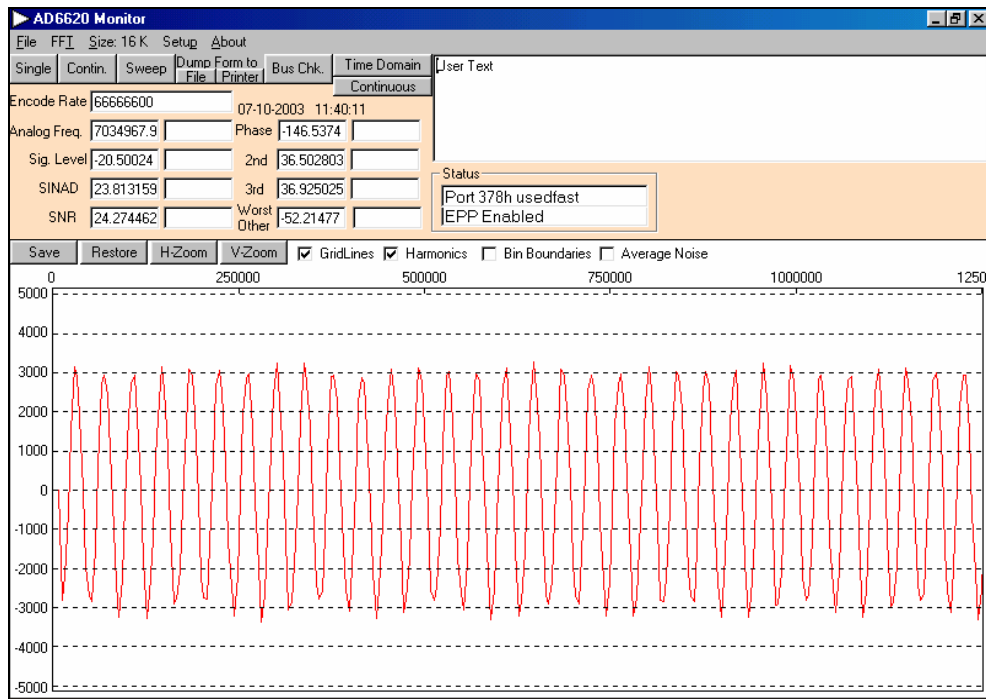 AD6620 Monitor
File FFT Size: 16 K Setup About
Single Contin. Sweep Dump Form to File Printer Bus Chk. Time Domain Continuous
User Text
Encode Rate 66666600 07-10-2003 11:40:11
Analog Freq. 7034967.9 Phase -146.5374
Sig. Level -20.50024 2nd 36.502803
SINAD 23.813159 3rd 36.925025
SNR 24.274462 Worst Other -52.21477
Status
Port 378h usedfast
EPP Enabled
Save Restore H-Zoom V-Zoom GridLines Harmonics Bin Boundaries Average Noise
0 250000 500000 750000 1000000 1250
5000
4000
3000
2000
1000
0
-1000
-2000
-3000
-4000
-5000